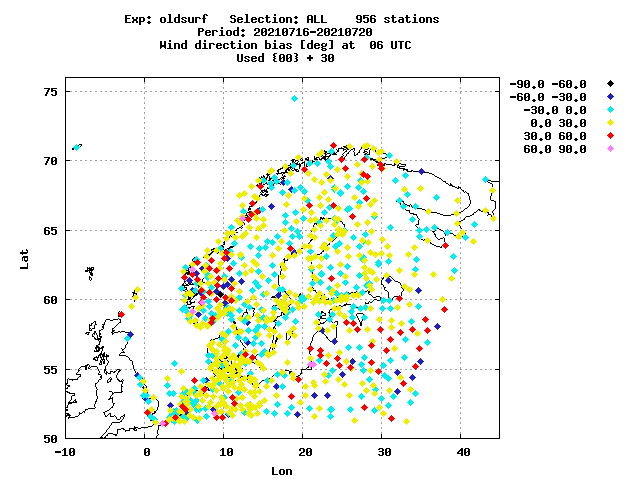 Exp: oldsurf   Selection: ALL    956 stations
Period: 20210716-20210720
Wind direction bias [deg] at  06 UTC
Used {00} + 30
-90.0 -60.0
-60.0 -30.0
-30.0 0.0
0.0 30.0
30.0 60.0
60.0 90.0
75
70
65
60
55
50
Lat
-10 0 10 20 30 40
Lon